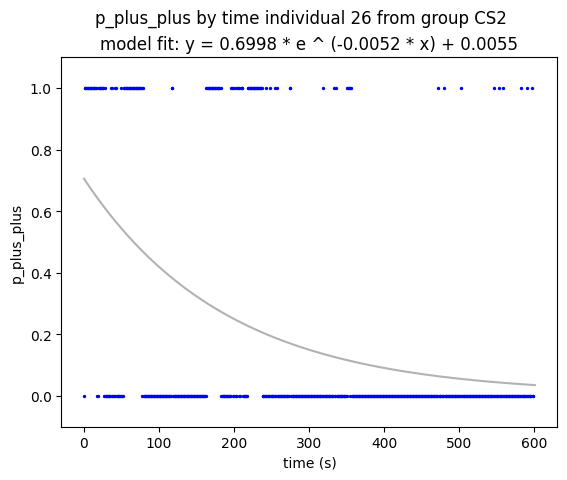 p_plus_plus by time individual 26 from group CS2
model fit: y = 0.6998 * e ^ (-0.0052 * x) + 0.0055
1.0
0.8
0.6
0.4
0.2
0.0
p_plus_plus
0 100 200 300 400 500 600
time (s)